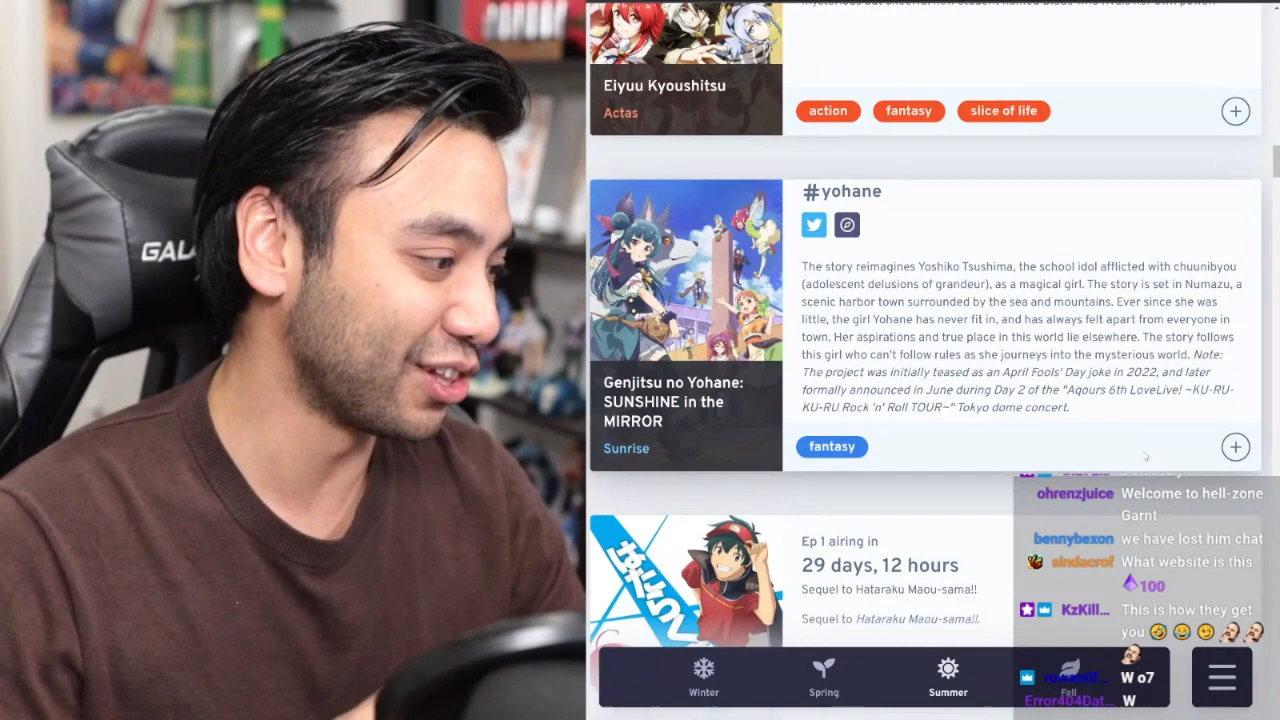 GALA
Eiyuu Kyoushitsu
Actas
action
fantasy
slice of life
#yohane
The story reimagines Yoshiko Tsushima, the school idol afflicted with chuunibyou
(adolescent delusions of grandeur), as a magical girl. The story is set in Numazu, a
scenic harbor town surrounded by the sea and mountains. Ever since she was
little, the girl Yohane has never fit in, and has always felt apart from everyone in
town. Her aspirations and true place in this world lie elsewhere. The story follows
this girl who can't follow rules as she journeys into the mysterious world. Note:
The project was initially teased as an April Fools' Day joke in 2022, and later
formally announced in June during Day 2 of the "Aqours 6th LoveLive! ~KU-RU-
KU-RU Rock 'n' Roll TOUR~" Tokyo dome concert.
Genjitsu no Yohane:
SUNSHINE in the
MIRROR
Sunrise
fantasy
はたらく
Ep 1 airing in
29 days, 12 hours
Sequel to Hataraku Maou-sama!!
Sequel to Hataraku Maou-sama!!.
ohrenzjuice Welcome to hell-zone
Garnt
bennybexon we have lost him chat
sindacrof What website is this
100
KzKill... This is how they get
you
W o7
Error404Dat... W
Winter
Spring
Summer
Fall